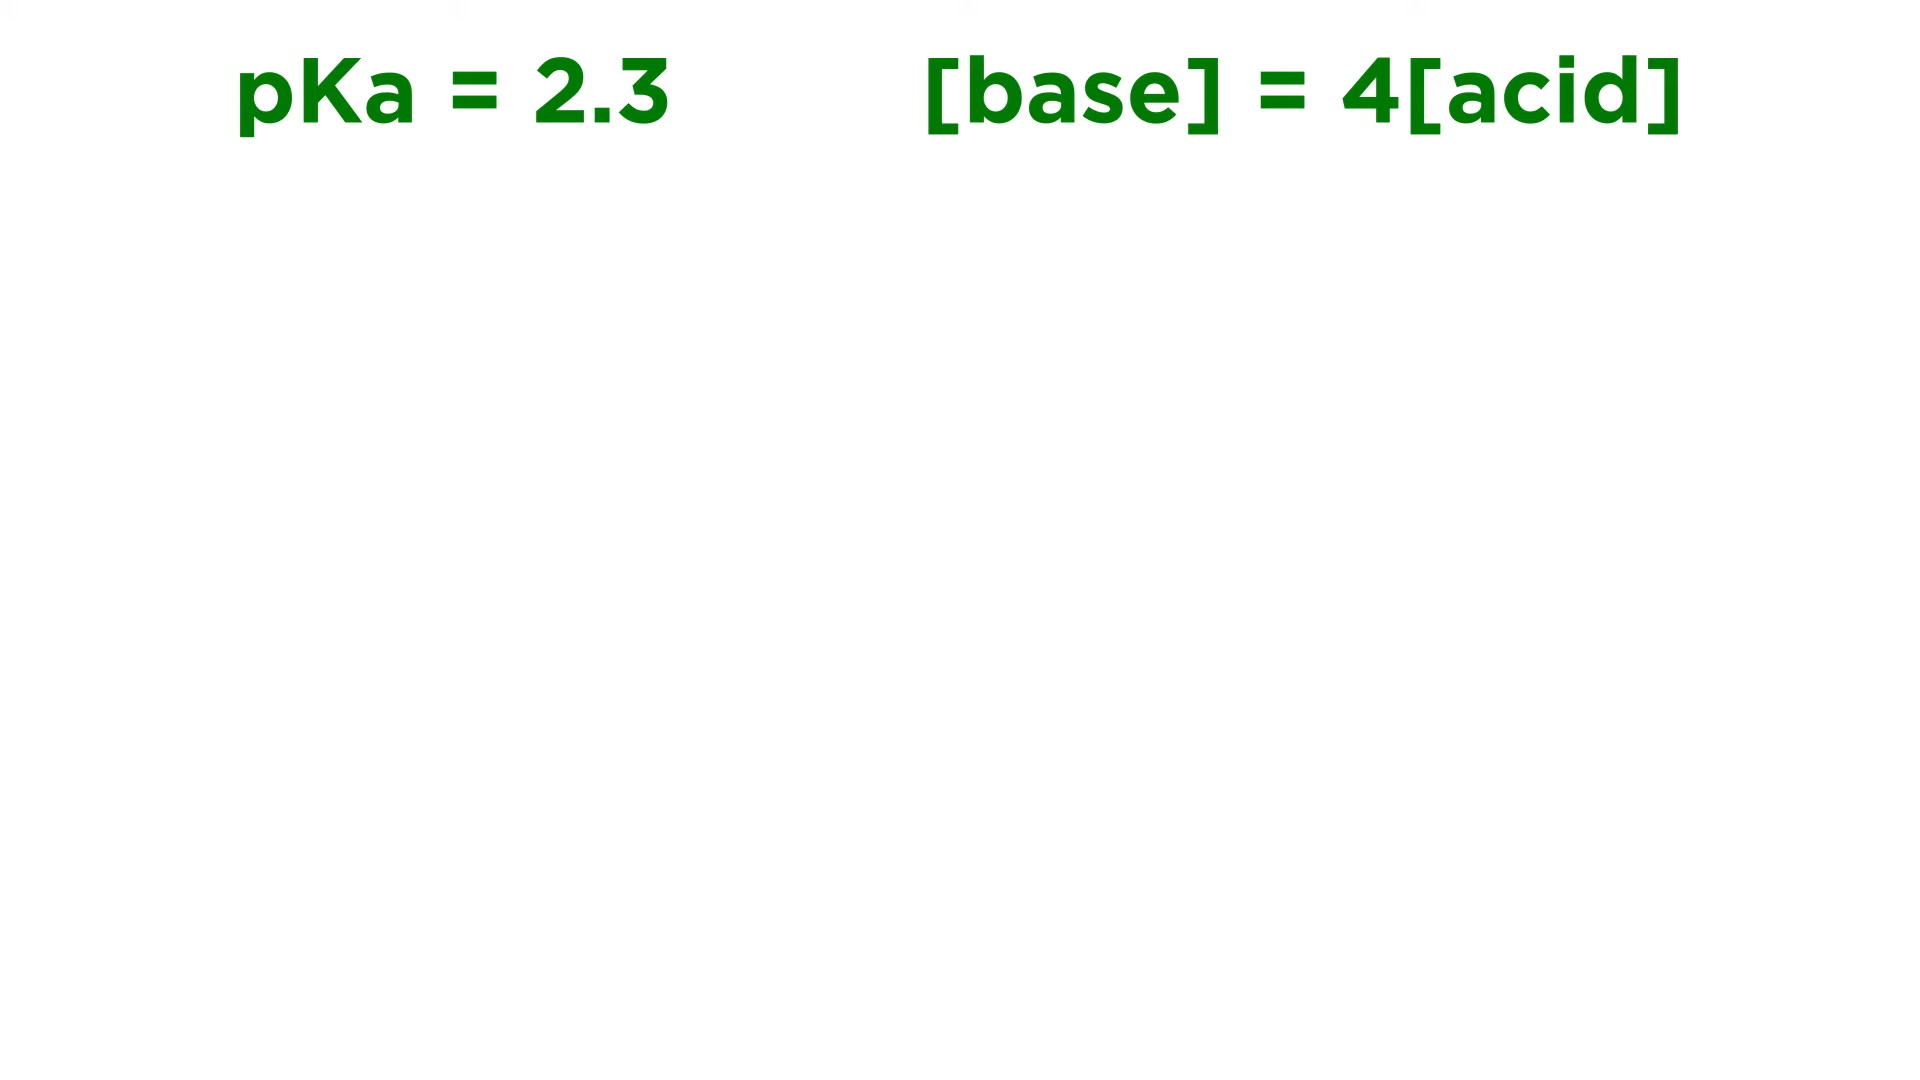 pKa = 2.3 [base] = 4[acid]